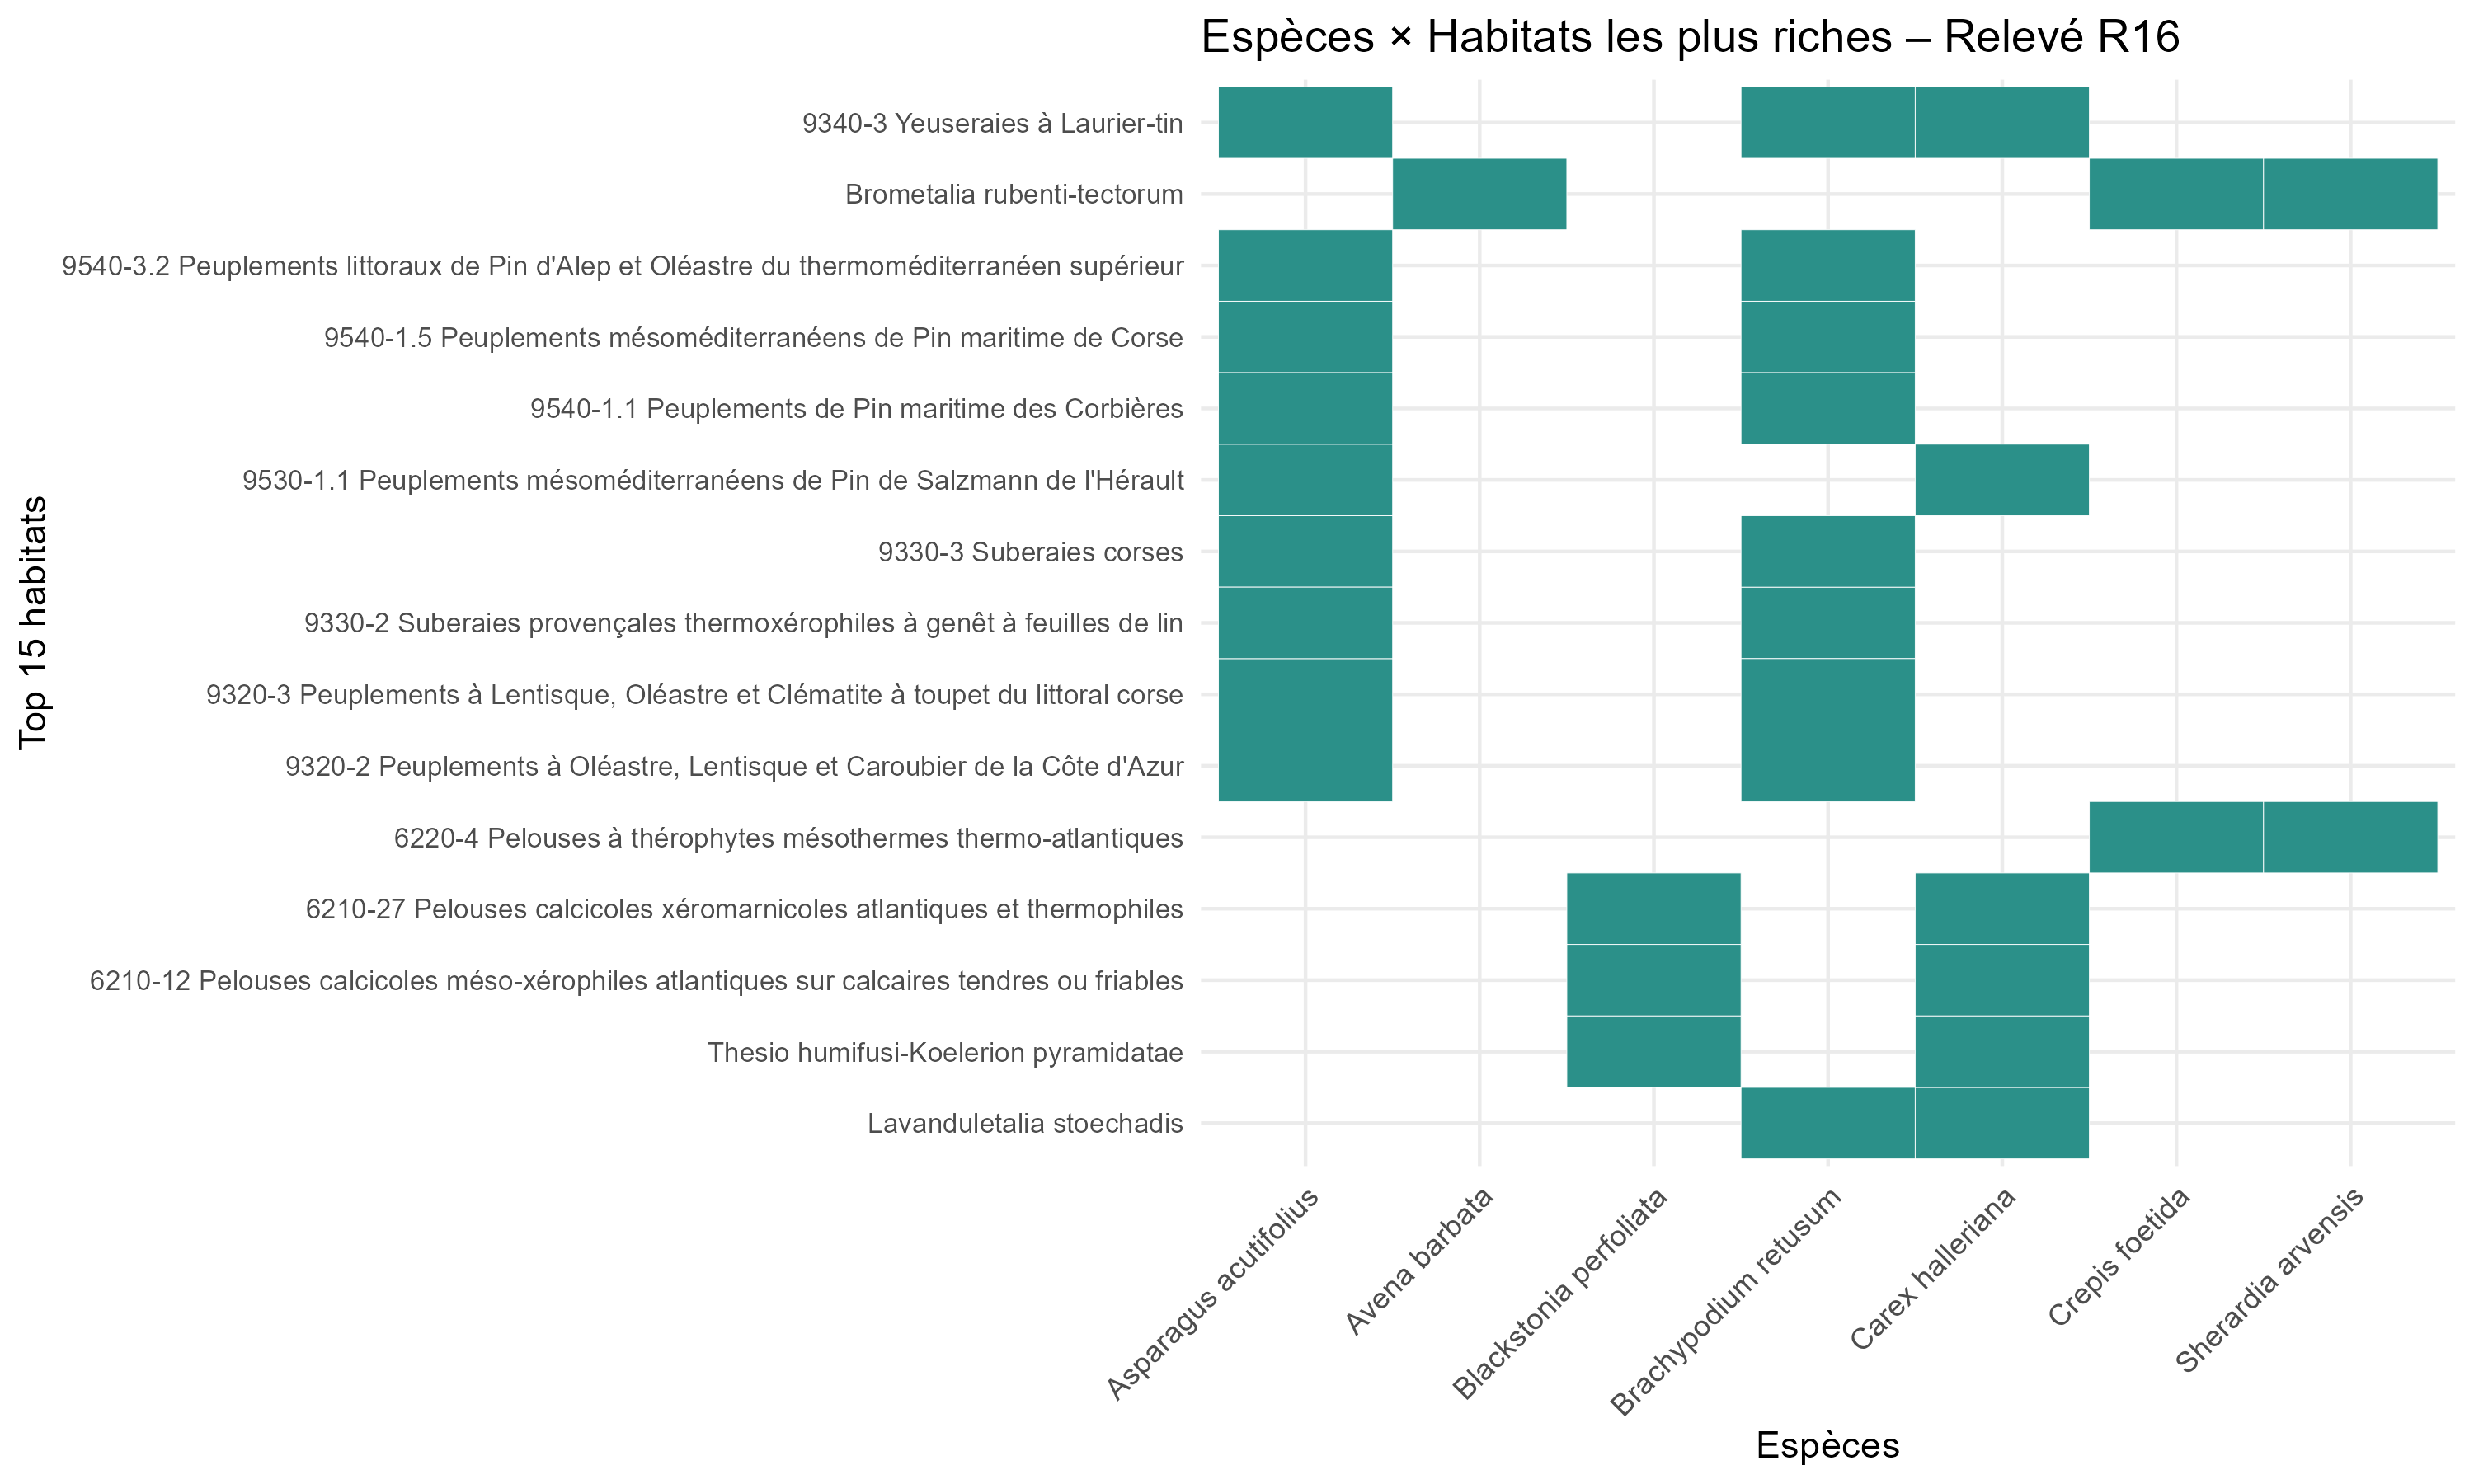 Espèces × Habitats les plus riches – Relevé R16
Top 15 habitats
9340-3 Yeuseraies à Laurier-tin
Brometalia rubenti-tectorum
9540-3.2 Peuplements littoraux de Pin d'Alep et Oléastre du thermoméditerranéen supérieur
9540-1.5 Peuplements mésoméditerranéens de Pin maritime de Corse
9540-1.1 Peuplements de Pin maritime des Corbières
9530-1.1 Peuplements mésoméditerranéens de Pin de Salzmann de l'Hérault
9330-3 Suberaies corses
9330-2 Suberaies provençales thermoxérophiles à genêt à feuilles de lin
9320-3 Peuplements à Lentisque, Oléastre et Clématite à toupet du littoral corse
9320-2 Peuplements à Oléastre, Lentisque et Caroubier de la Côte d'Azur
6220-4 Pelouses à thérophytes mésothermes thermo-atlantiques
6210-27 Pelouses calcicoles xéromarnicoles atlantiques et thermophiles
6210-12 Pelouses calcicoles méso-xérophiles atlantiques sur calcaires tendres ou friables
Thesio humifusi-Koelerion pyramidatae
Lavanduletalia stoechadis
Asparagus acutifolius
Avena barbata
Blackstonia perfoliata
Brachypodium retusum
Carex halleriana
Crepis foetida
Sherardia arvensis
Espèces